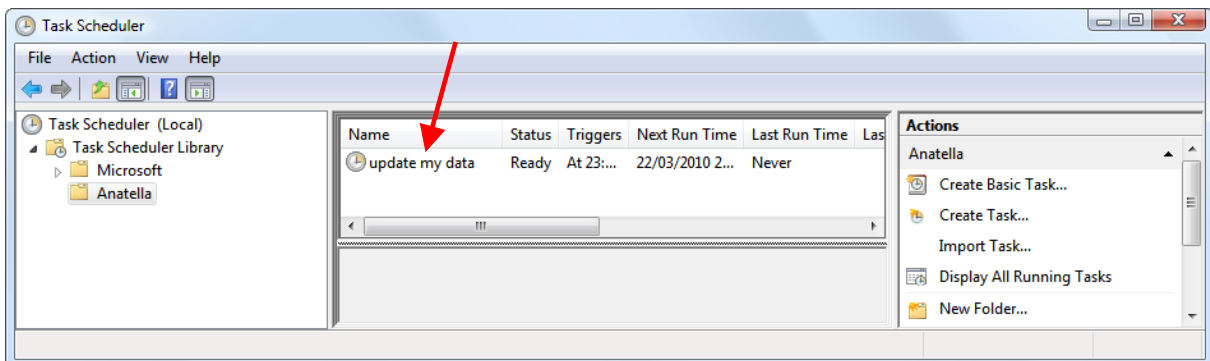 Task Scheduler
File Action View Help
Task Scheduler (Local)
Task Scheduler Library
Microsoft
Anatella
Name Status Triggers Next Run Time Last Run Time Las
update my data Ready At 23:... 22/03/2010 2... Never
Actions
Anatella
Create Basic Task...
Create Task...
Import Task...
Display All Running Tasks
New Folder...